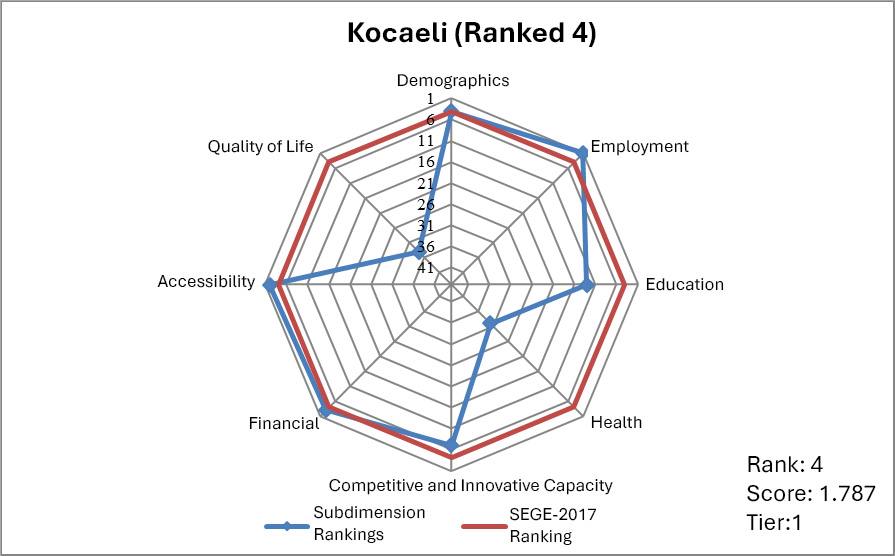 Kocaeli (Ranked 4)
Demographics
1
6
11
16
21
26
31
36
41
Quality of Life
Employment
Accessibility
Education
Financial
Health
Competitive and Innovative Capacity
Subdimension
Rankings
SEGE-2017
Ranking
Rank: 4
Score: 1.787
Tier:1